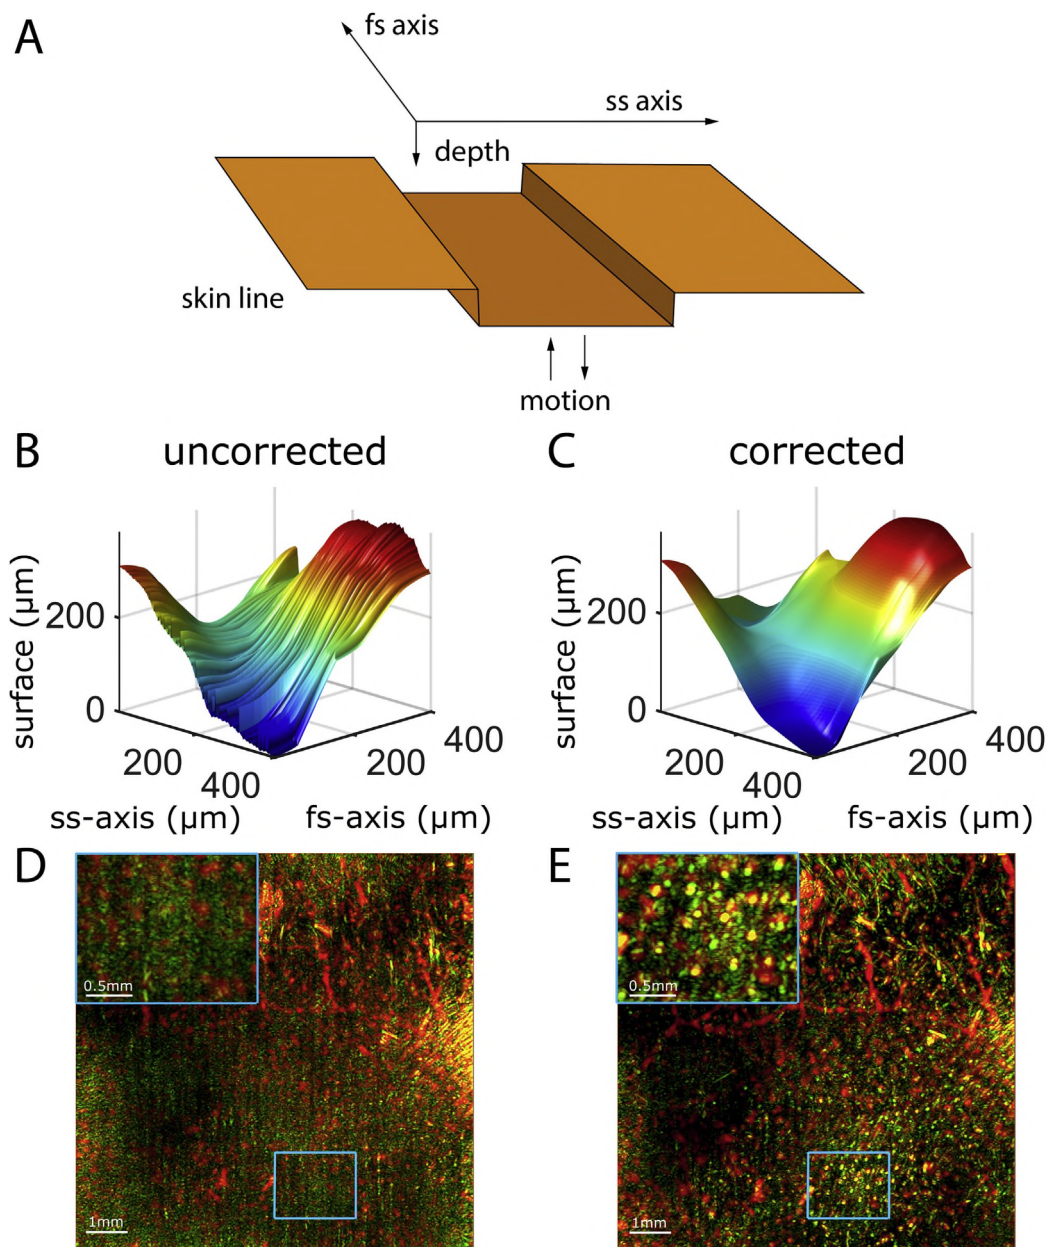 A
fs axis
ss axis
depth
skin line
motion
B
uncorrected
C
corrected
surface (μm)
200
0
200
400
200
400
ss-axis (μm)
fs-axis (μm)
surface (μm)
200
0
200
400
200
400
ss-axis (μm)
fs-axis (μm)
D
0.5mm
1mm
E
0.5mm
1mm